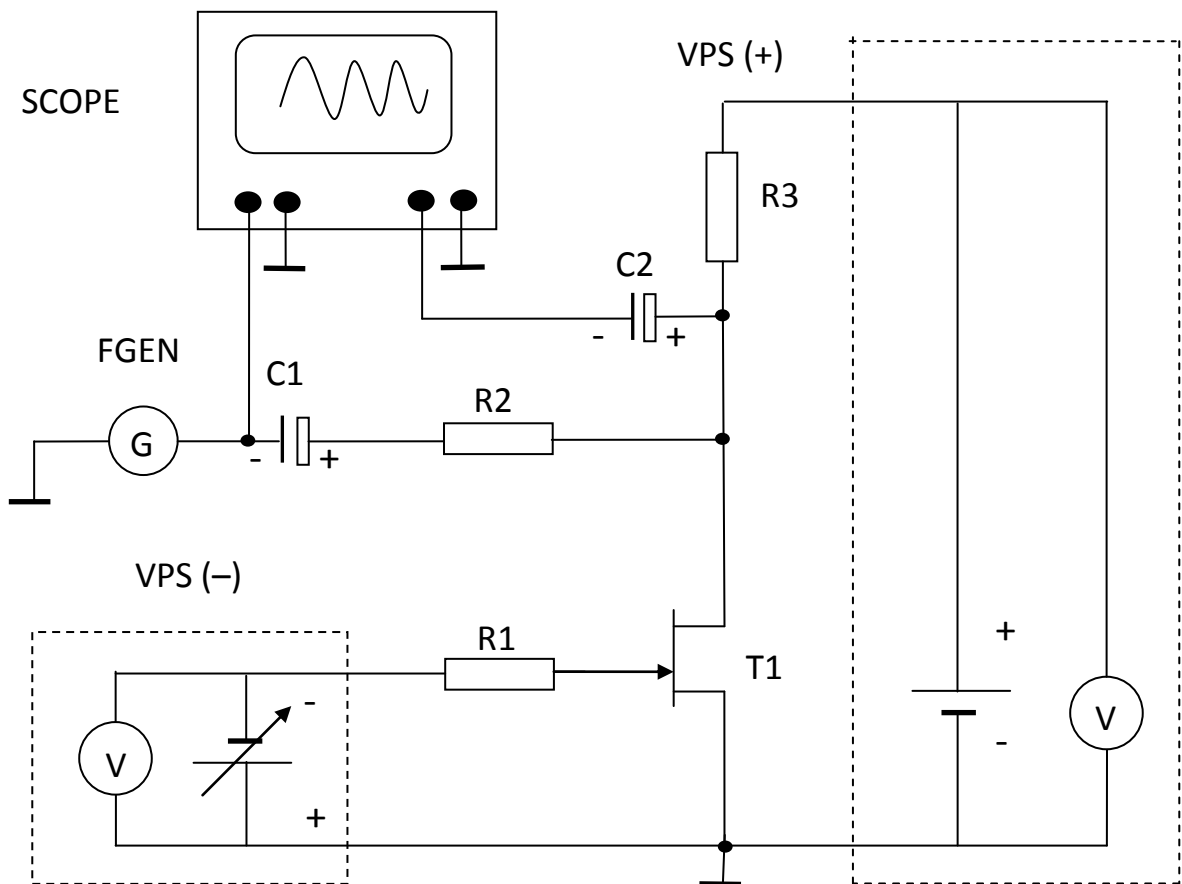 VPS (+)
SCOPE
R3
C2
- +
FGEN
C1
R2
G
- +
VPS (–)
R1
T1
+
-
V
-
V
+